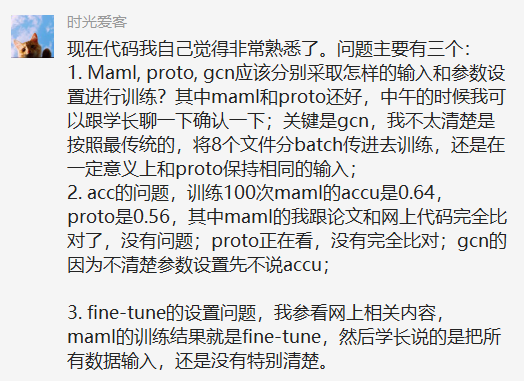 时光爱客
现在代码我自己觉得非常熟悉了。问题主要有三个：
1. Maml, proto, gcn应该分别采取怎样的输入和参数设
置进行训练？其中maml和proto还好，中午的时候我可
以跟学长聊一下确认一下；关键是gcn，我不太清楚是
按照最传统的，将8个文件分batch传进去训练，还是在
一定意义上和proto保持相同的输入；
2. acc的问题，训练100次maml的accu是0.64，
proto是0.56，其中maml的我跟论文和网上代码完全比
对了，没有问题；proto正在看，没有完全比对；gcn的
因为不清楚参数设置先不说accu；
3. fine-tune的设置问题，我参看网上相关内容，
maml的训练结果就是fine-tune，然后学长说的是把所
有数据输入，还是没有特别清楚。